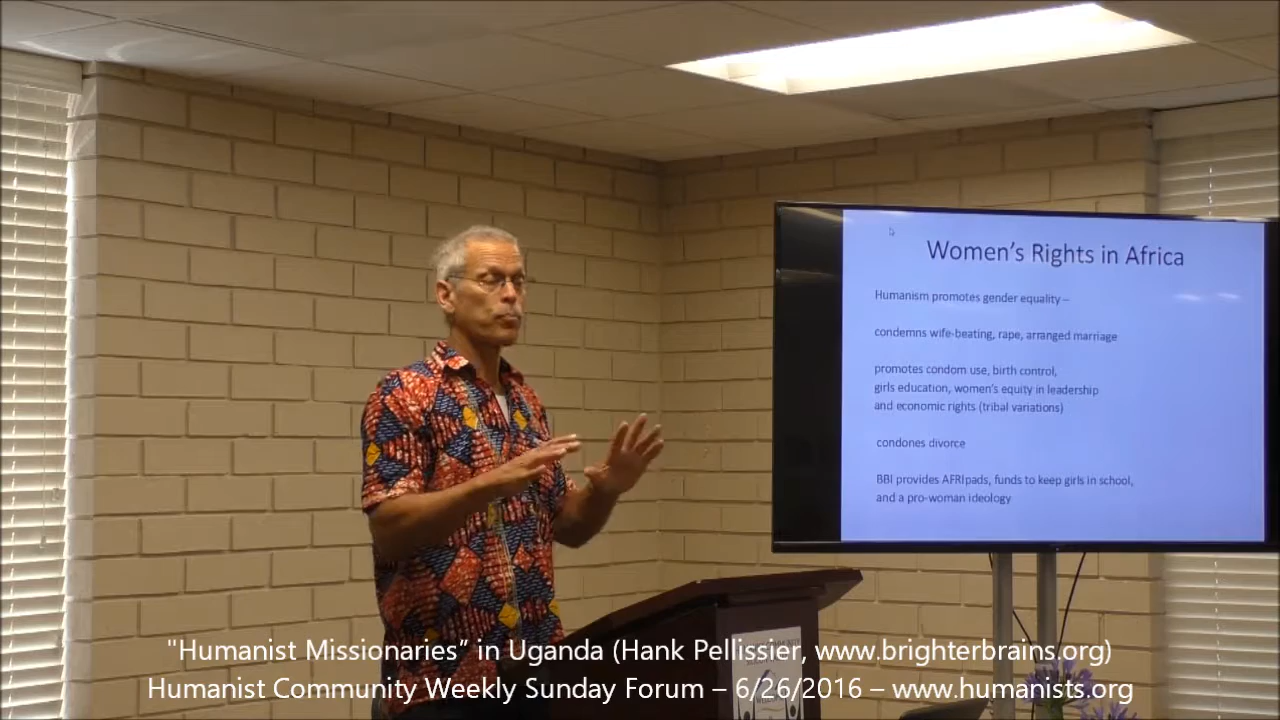 Women's Rights in Africa
Humanism promotes gender equality –
condemns wife-beating, rape, arranged marriage
promotes condom use, birth control,
girls education, women's equity in leadership
and economic rights (tribal variations)
condones divorce
BBI provides AFRIpads, funds to keep girls in school,
and a pro-woman ideology
"Humanist Missionaries” in Uganda (Hank Pellissier, www.brighterbrains.org)
Humanist Community Weekly Sunday Forum – 6/26/2016 – www.humanists.org